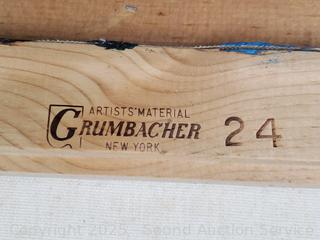 ARTISTS' MATERIAL
GRUMBACHER 24
NEW YORK
Copyright 2025, Sound Auction Service